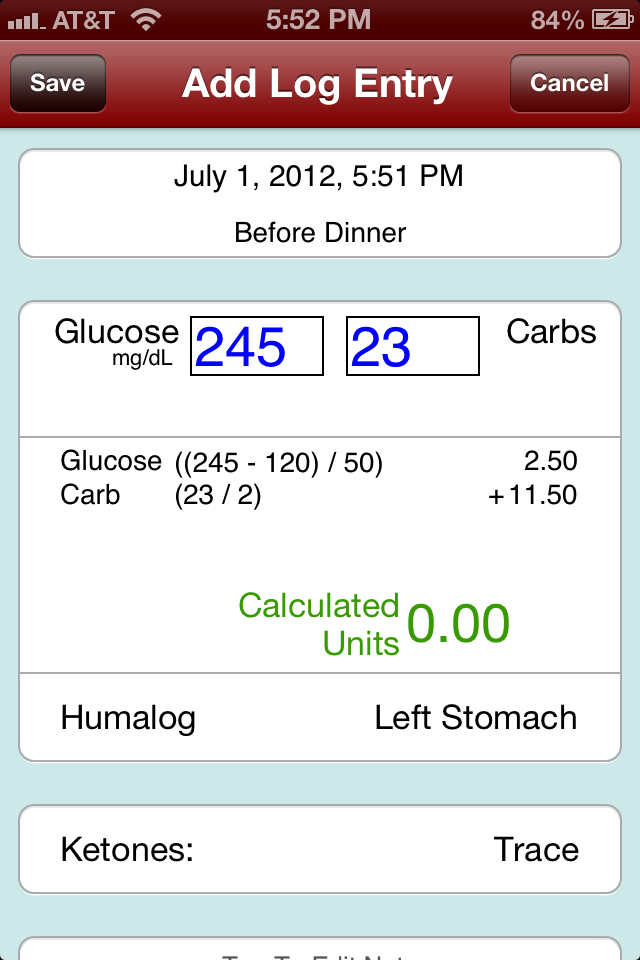 AT&T 5:52 PM 84%
Save Add Log Entry Cancel
July 1, 2012, 5:51 PM
Before Dinner
Glucose 245 23 Carbs
mg/dL
Glucose ((245 - 120) / 50) 2.50
Carb (23 / 2) +11.50
Calculated 0.00
Units
Humalog Left Stomach
Ketones: Trace